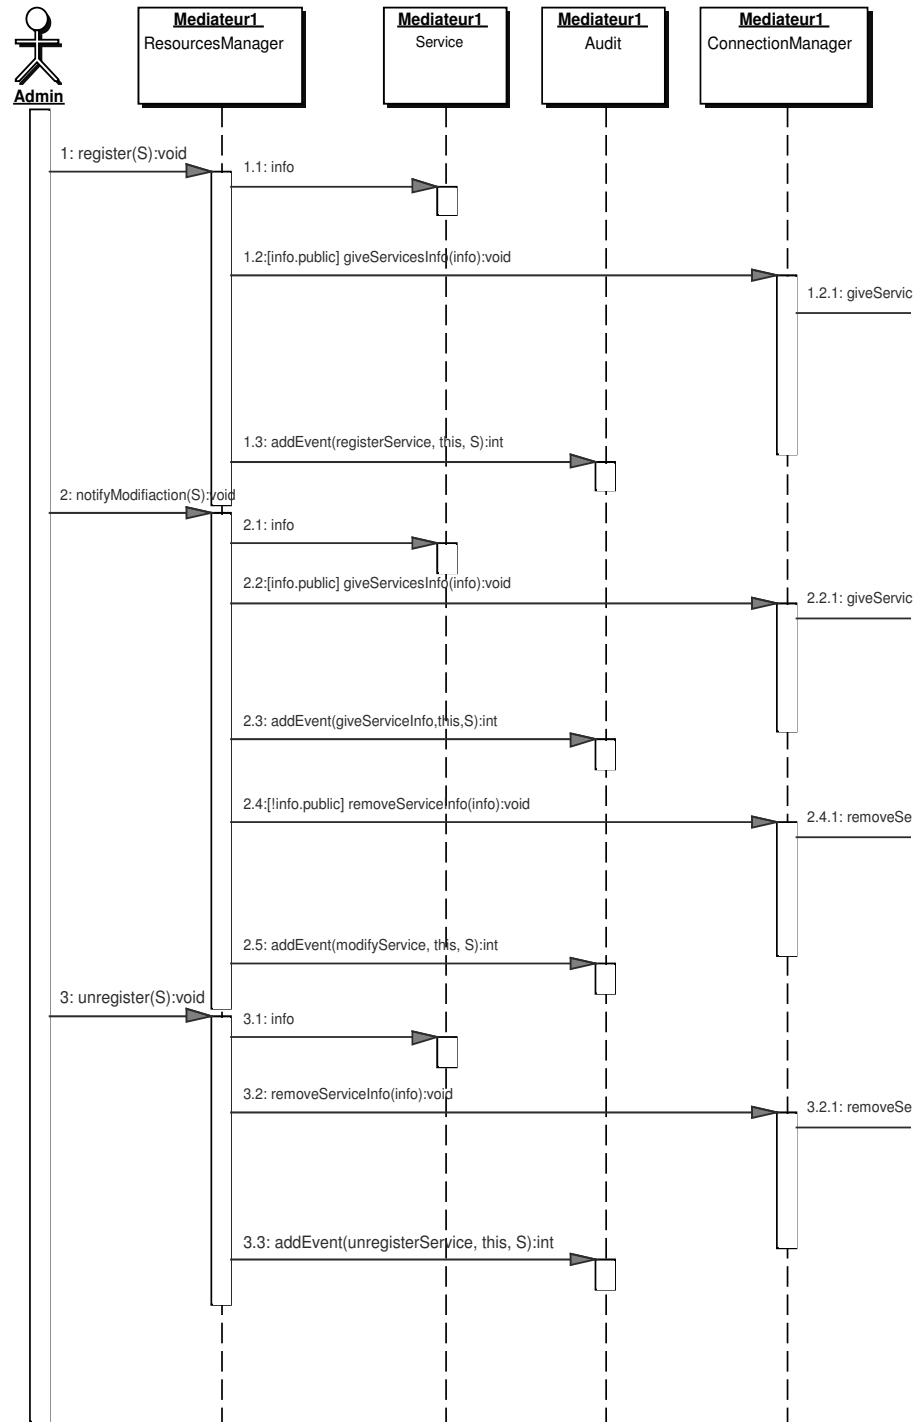 Mediateur1 Mediateur1 Mediateur1 Mediateur1
ResourcesManager Service Audit ConnectionManager
Admin
1: register(S):void
1.1: info
1.2:[info.public] giveServicesInfo(info):void
1.2.1: giveServic
1.3: addEvent(registerService, this, S):int
2: notifyModifiaction(S):void
2.1: info
2.2:[info.public] giveServicesInfo(info):void
2.2.1: giveServic
2.3: addEvent(giveServiceInfo,this,S):int
2.4:[!info.public] removeServiceInfo(info):void
2.4.1: removeSe
2.5: addEvent(modifyService, this, S):int
3: unregister(S):void
3.1: info
3.2: removeServiceInfo(info):void
3.2.1: removeSe
3.3: addEvent(unregisterService, this, S):int